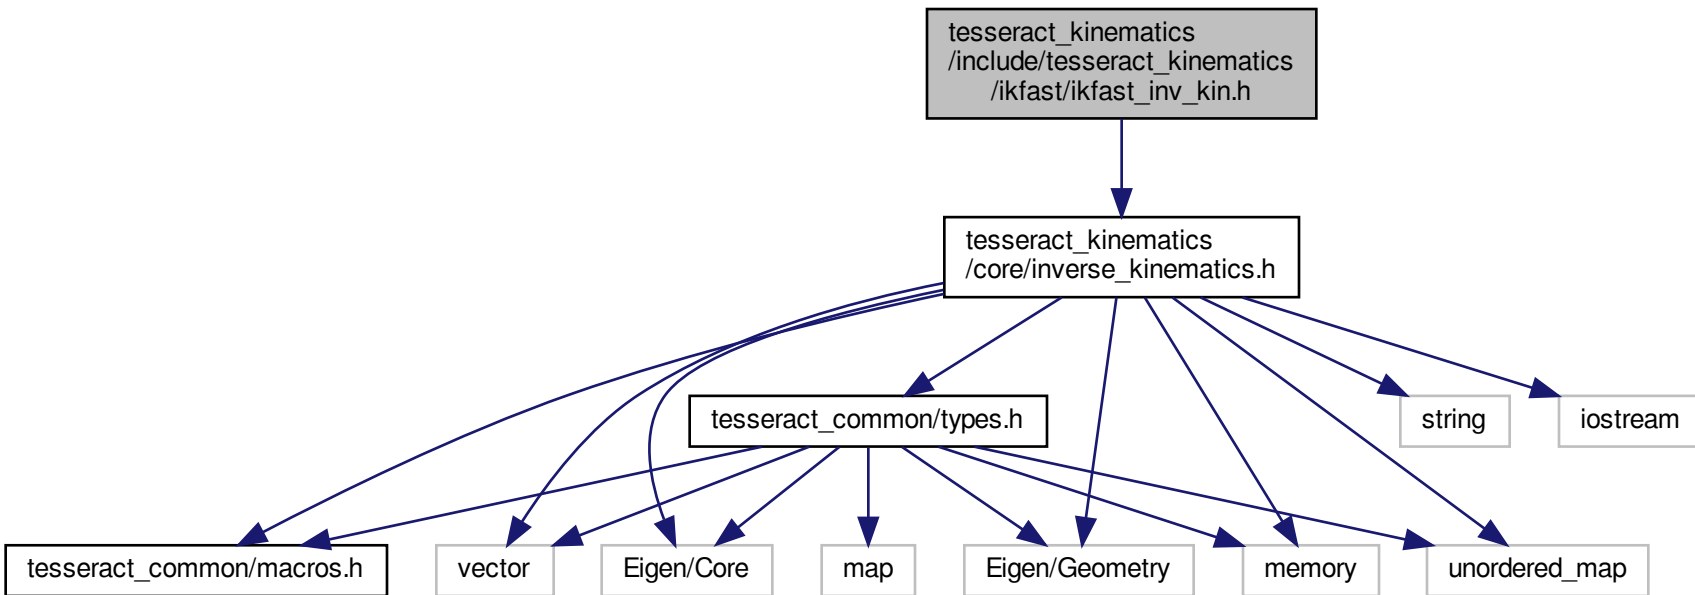 tesseract_kinematics
/include/tesseract_kinematics
/ikfast/ikfast_inv_kin.h
tesseract_kinematics
/core/inverse_kinematics.h
tesseract_common/types.h
string
iostream
tesseract_common/macros.h
vector
Eigen/Core
map
Eigen/Geometry
memory
unordered_map